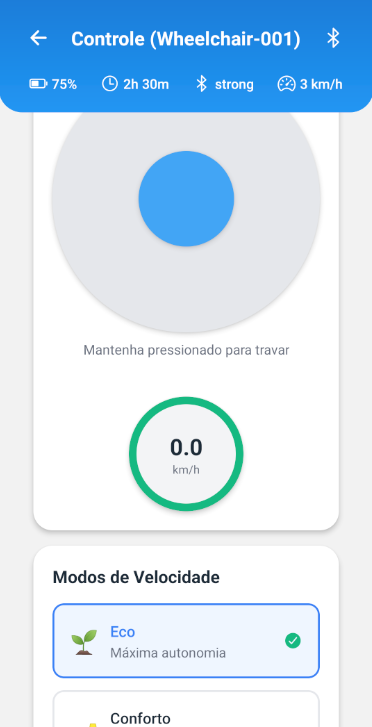 Controle (Wheelchair-001)
75% 2h 30m strong 3 km/h
Mantenha pressionado para travar
0.0
km/h
Modos de Velocidade
Eco
Máxima autonomia
Conforto